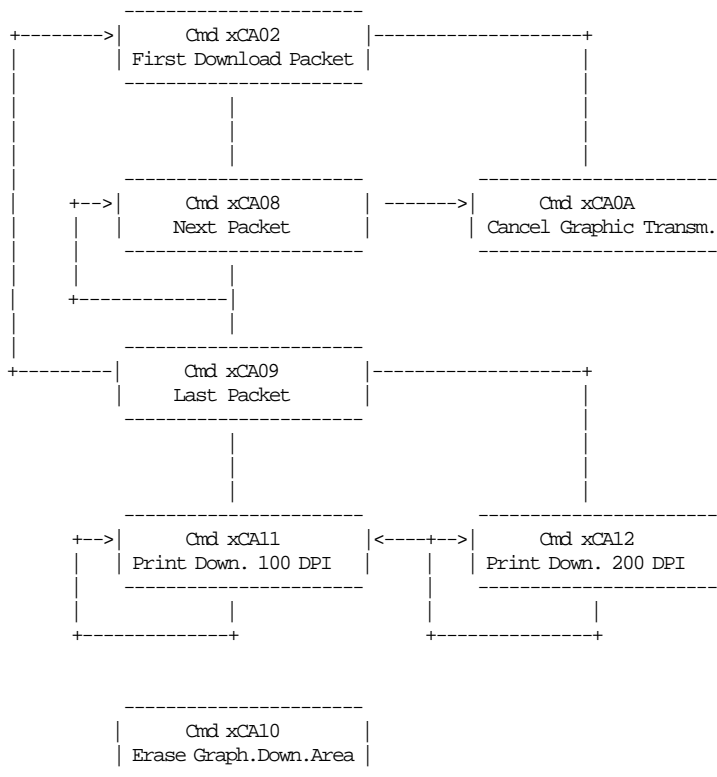 Cmd xCA02
First Download Packet
Cmd xCA08
Next Packet
Cmd xCA0A
Cancel Graphic Transm.
Cmd xCA09
Last Packet
Cmd xCA11
Print Down. 100 DPI
Cmd xCA12
Print Down. 200 DPI
Cmd xCA10
Erase Graph.Down.Area